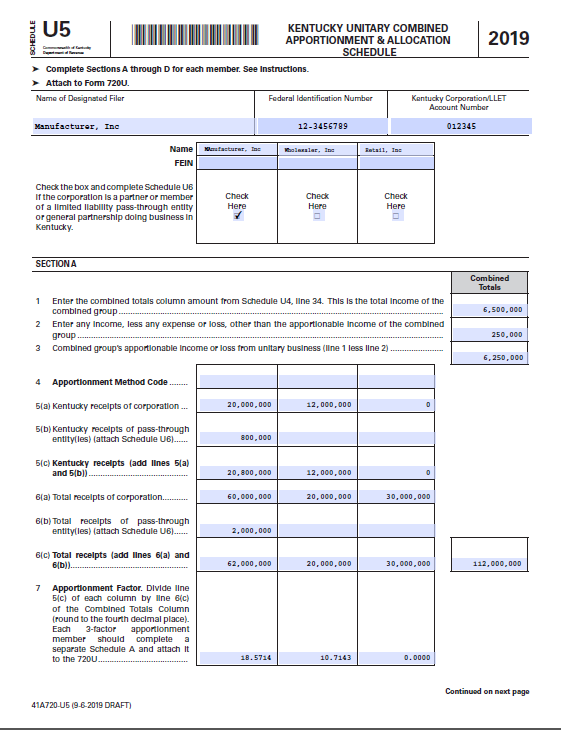 SCHEDULE
U5
Commonwealth of Kentucky
Department of Revenue
KENTUCKY UNITARY COMBINED
APPORTIONMENT & ALLOCATION
SCHEDULE
2019
➤ Complete Sections A through D for each member. See Instructions.
➤ Attach to Form 720U.
Name of Designated Filer
Federal Identification Number
Kentucky Corporation/LLET
Account Number
Manufacturer, Inc
12-3456789
012345
Name Manufacturer, Inc Wholesaler, Inc Retail, Inc
FEIN
Check the box and complete Schedule U6
if the corporation is a partner or member
of a limited liability pass-through entity
or general partnership doing business in
Kentucky.
Check
Here
✓
Check
Here
☐
Check
Here
☐
SECTION A
Combined
Totals
1 Enter the combined totals column amount from Schedule U4, line 34. This is the total income of the
combined group 6,500,000
2 Enter any income, less any expense or loss, other than the apportionable income of the combined
group 250,000
3 Combined group's apportionable income or loss from unitary business (line 1 less line 2) 6,250,000
4 Apportionment Method Code
5(a) Kentucky receipts of corporation ... 20,000,000 12,000,000 0
5(b) Kentucky receipts of pass-through
entity(ies) (attach Schedule U6)...... 800,000
5(c) Kentucky receipts (add lines 5(a)
and 5(b)) 20,800,000 12,000,000 0
6(a) Total receipts of corporation 60,000,000 20,000,000 30,000,000
6(b) Total receipts of pass-through
entity(ies) (attach Schedule U6)...... 2,000,000
6(c) Total receipts (add lines 6(a) and
6(b)) 62,000,000 20,000,000 30,000,000 112,000,000
7 Apportionment Factor. Divide line
5(c) of each column by line 6(c)
of the Combined Totals Column
(round to the fourth decimal place).
Each 3-factor apportionment
member should complete a
separate Schedule A and attach it
to the 720U 18.5714 10.7143 0.0000
Continued on next page
41A720-U5 (9-6-2019 DRAFT)